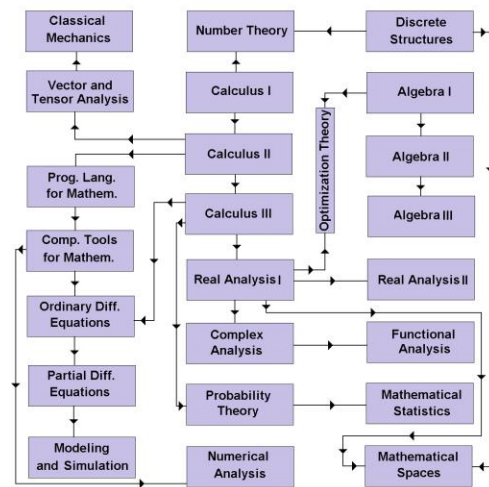 Classical
Mechanics
Number Theory
Discrete
Structures
Vector and
Tensor Analysis
Calculus I
Algebra I
Optimization Theory
Calculus II
Algebra II
Prog. Lang.
for Mathem.
Calculus III
Algebra III
Comp. Tools
for Mathem.
Real Analysis I
Real Analysis II
Ordinary Diff.
Equations
Complex
Analysis
Functional
Analysis
Partial Diff.
Equations
Probability
Theory
Mathematical
Statistics
Modeling
and Simulation
Numerical
Analysis
Mathematical
Spaces